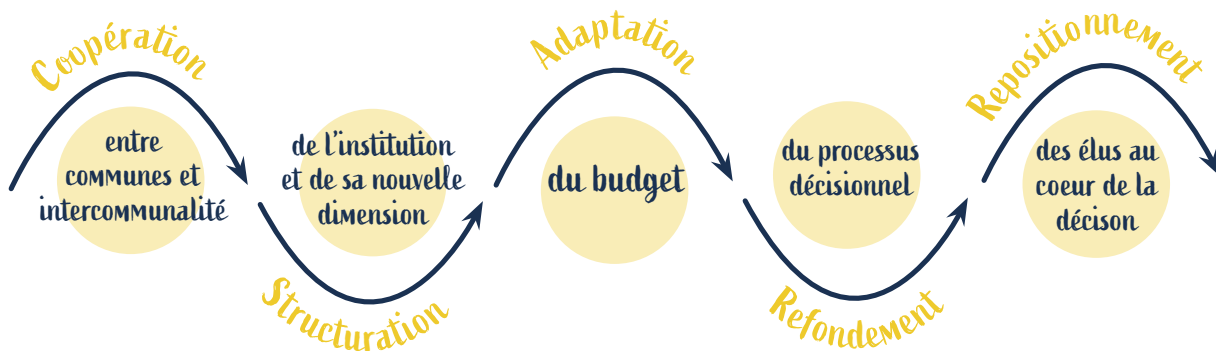 Coopération
entre
communes et
intercommunalité
Structuration
de l'institution
et de sa nouvelle
dimension
Adaptation
du budget
Refondement
du processus
décisionnel
Repositionnement
des élus au
coeur de la
décison